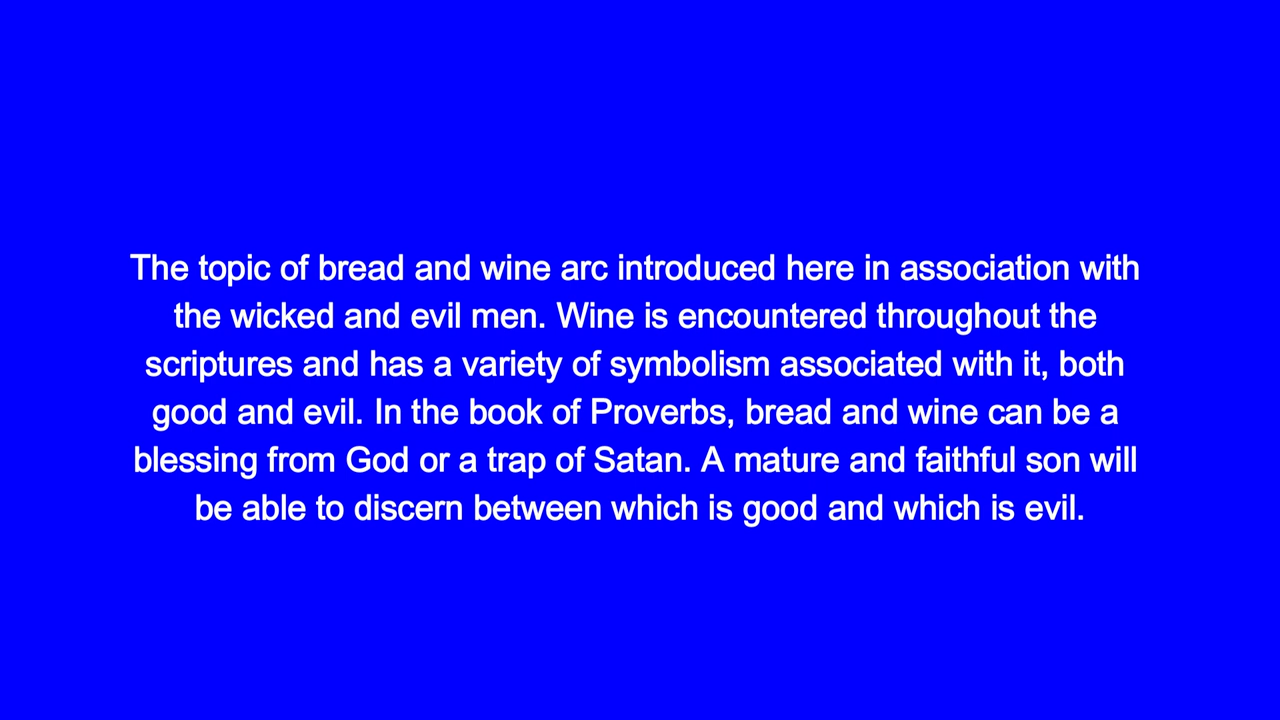 The topic of bread and wine arc introduced here in association with
the wicked and evil men. Wine is encountered throughout the
scriptures and has a variety of symbolism associated with it, both
good and evil. In the book of Proverbs, bread and wine can be a
blessing from God or a trap of Satan. A mature and faithful son will
be able to discern between which is good and which is evil.